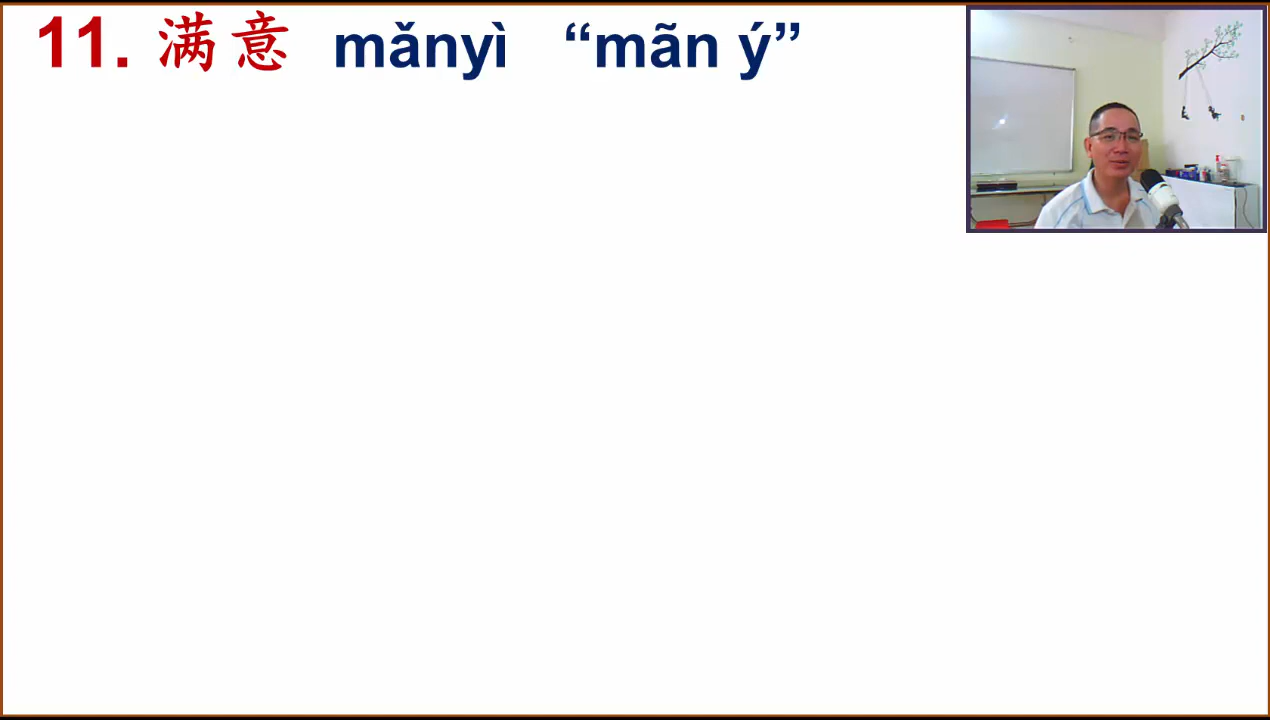 11. 满意 mǎnyì “mãn ý”